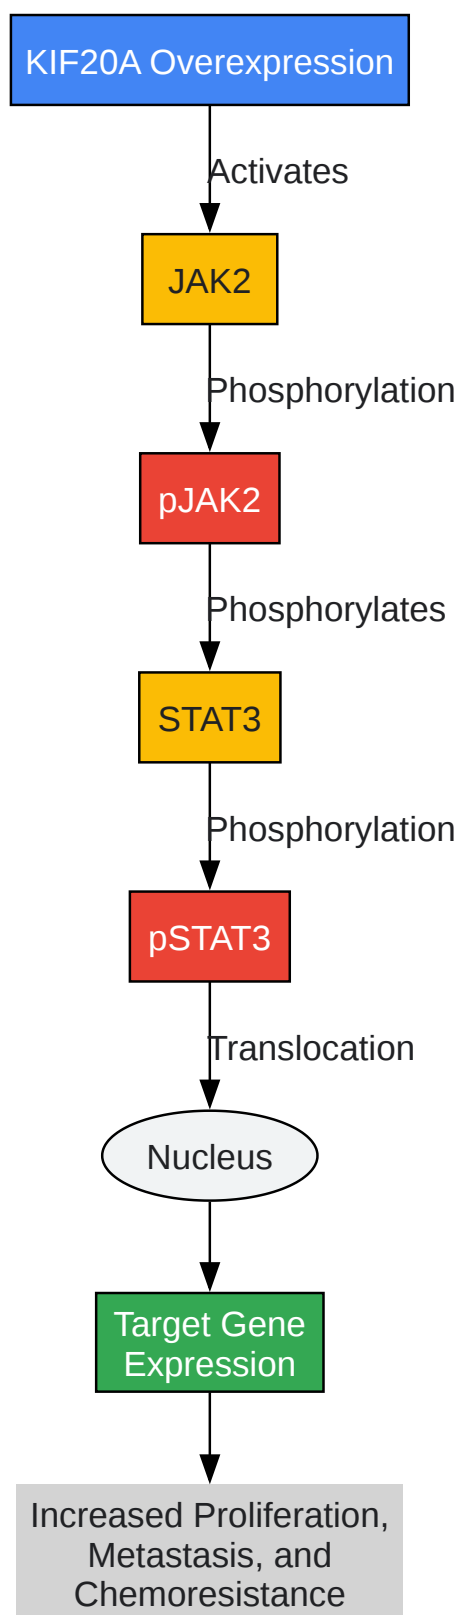 KIF20A Overexpression
Activates
JAK2
Phosphorylation
pJAK2
Phosphorylates
STAT3
Phosphorylation
pSTAT3
Translocation
Nucleus
Target Gene
Expression
Increased Proliferation,
Metastasis, and
Chemoresistance